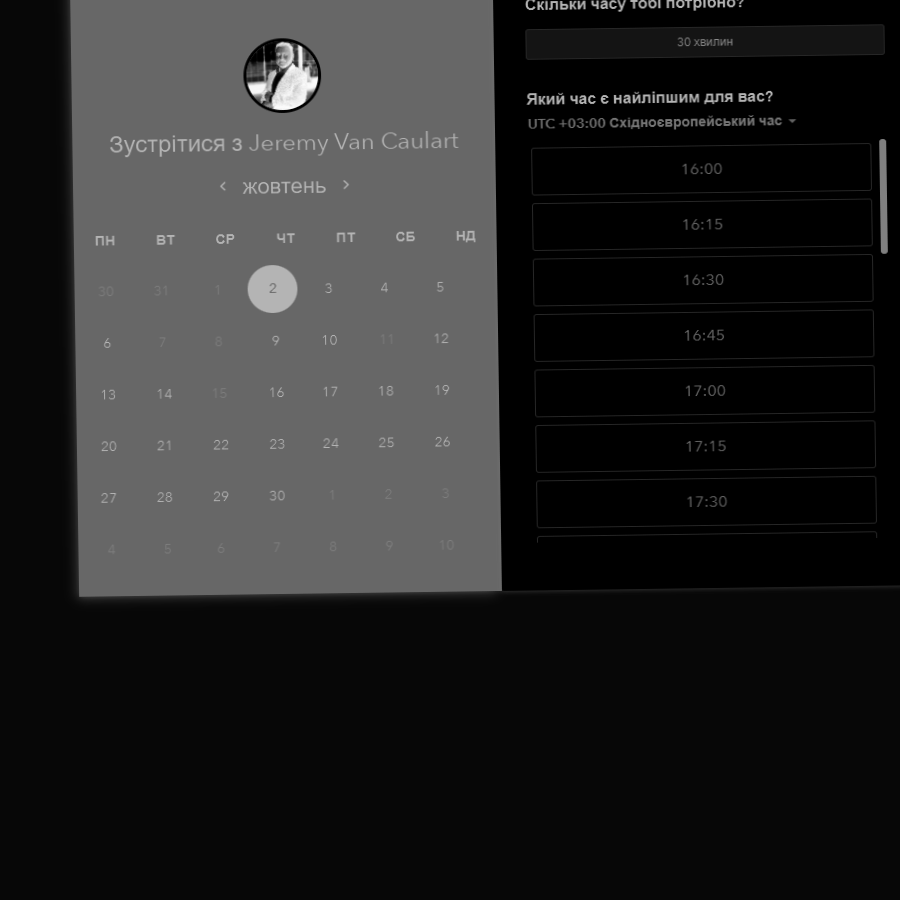 Зустрітися з Jeremy Van Caulart
жовтень
ПН ВТ СР ЧТ ПТ СБ НД
30 31 1 2 3 4 5
6 7 8 9 10 11 12
13 14 15 16 17 18 19
20 21 22 23 24 25 26
27 28 29 30 1 2 3
4 5 6 7 8 9 10
Скільки часу тобі потрібно?
30 хвилин
Який час є найліпшим для вас?
UTC +03:00 Східноєвропейський час
16:00
16:15
16:30
16:45
17:00
17:15
17:30